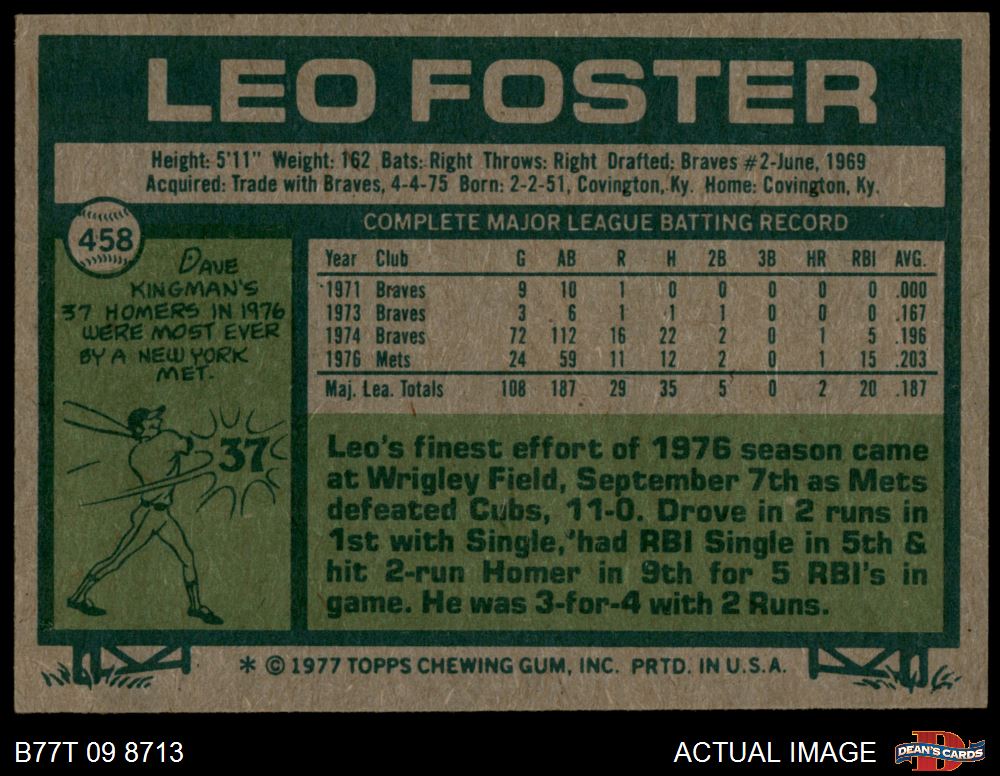 LEO FOSTER
Height: 5'11" Weight: 162 Bats: Right Throws: Right Drafted: Braves #2-June, 1969
Acquired: Trade with Braves, 4-4-75 Born: 2-2-51, Covington, Ky. Home: Covington, Ky.
458
COMPLETE MAJOR LEAGUE BATTING RECORD
Year Club G AB R H 2B 3B HR RBI AVG.
1971 Braves 9 10 1 0 0 0 0 0 .000
1973 Braves 3 6 1 1 1 0 0 0 .167
1974 Braves 72 112 16 22 2 0 1 5 .196
1976 Mets 24 59 11 12 2 0 1 15 .203
Maj. Lea. Totals 108 187 29 35 5 0 2 20 .187
DAVE
KINGMAN'S
37 HOMERS IN 1976
WERE MOST EVER
BY A NEW YORK
MET.
37
Leo's finest effort of 1976 season came
at Wrigley Field, September 7th as Mets
defeated Cubs, 11-0. Drove in 2 runs in
1st with Single, had RBI Single in 5th &
hit 2-run Homer in 9th for 5 RBI's in
game. He was 3-for-4 with 2 Runs.
* © 1977 TOPPS CHEWING GUM, INC. PRTD. IN U.S.A.
B77T 09 8713
ACTUAL IMAGE
DEAN'S CARDS